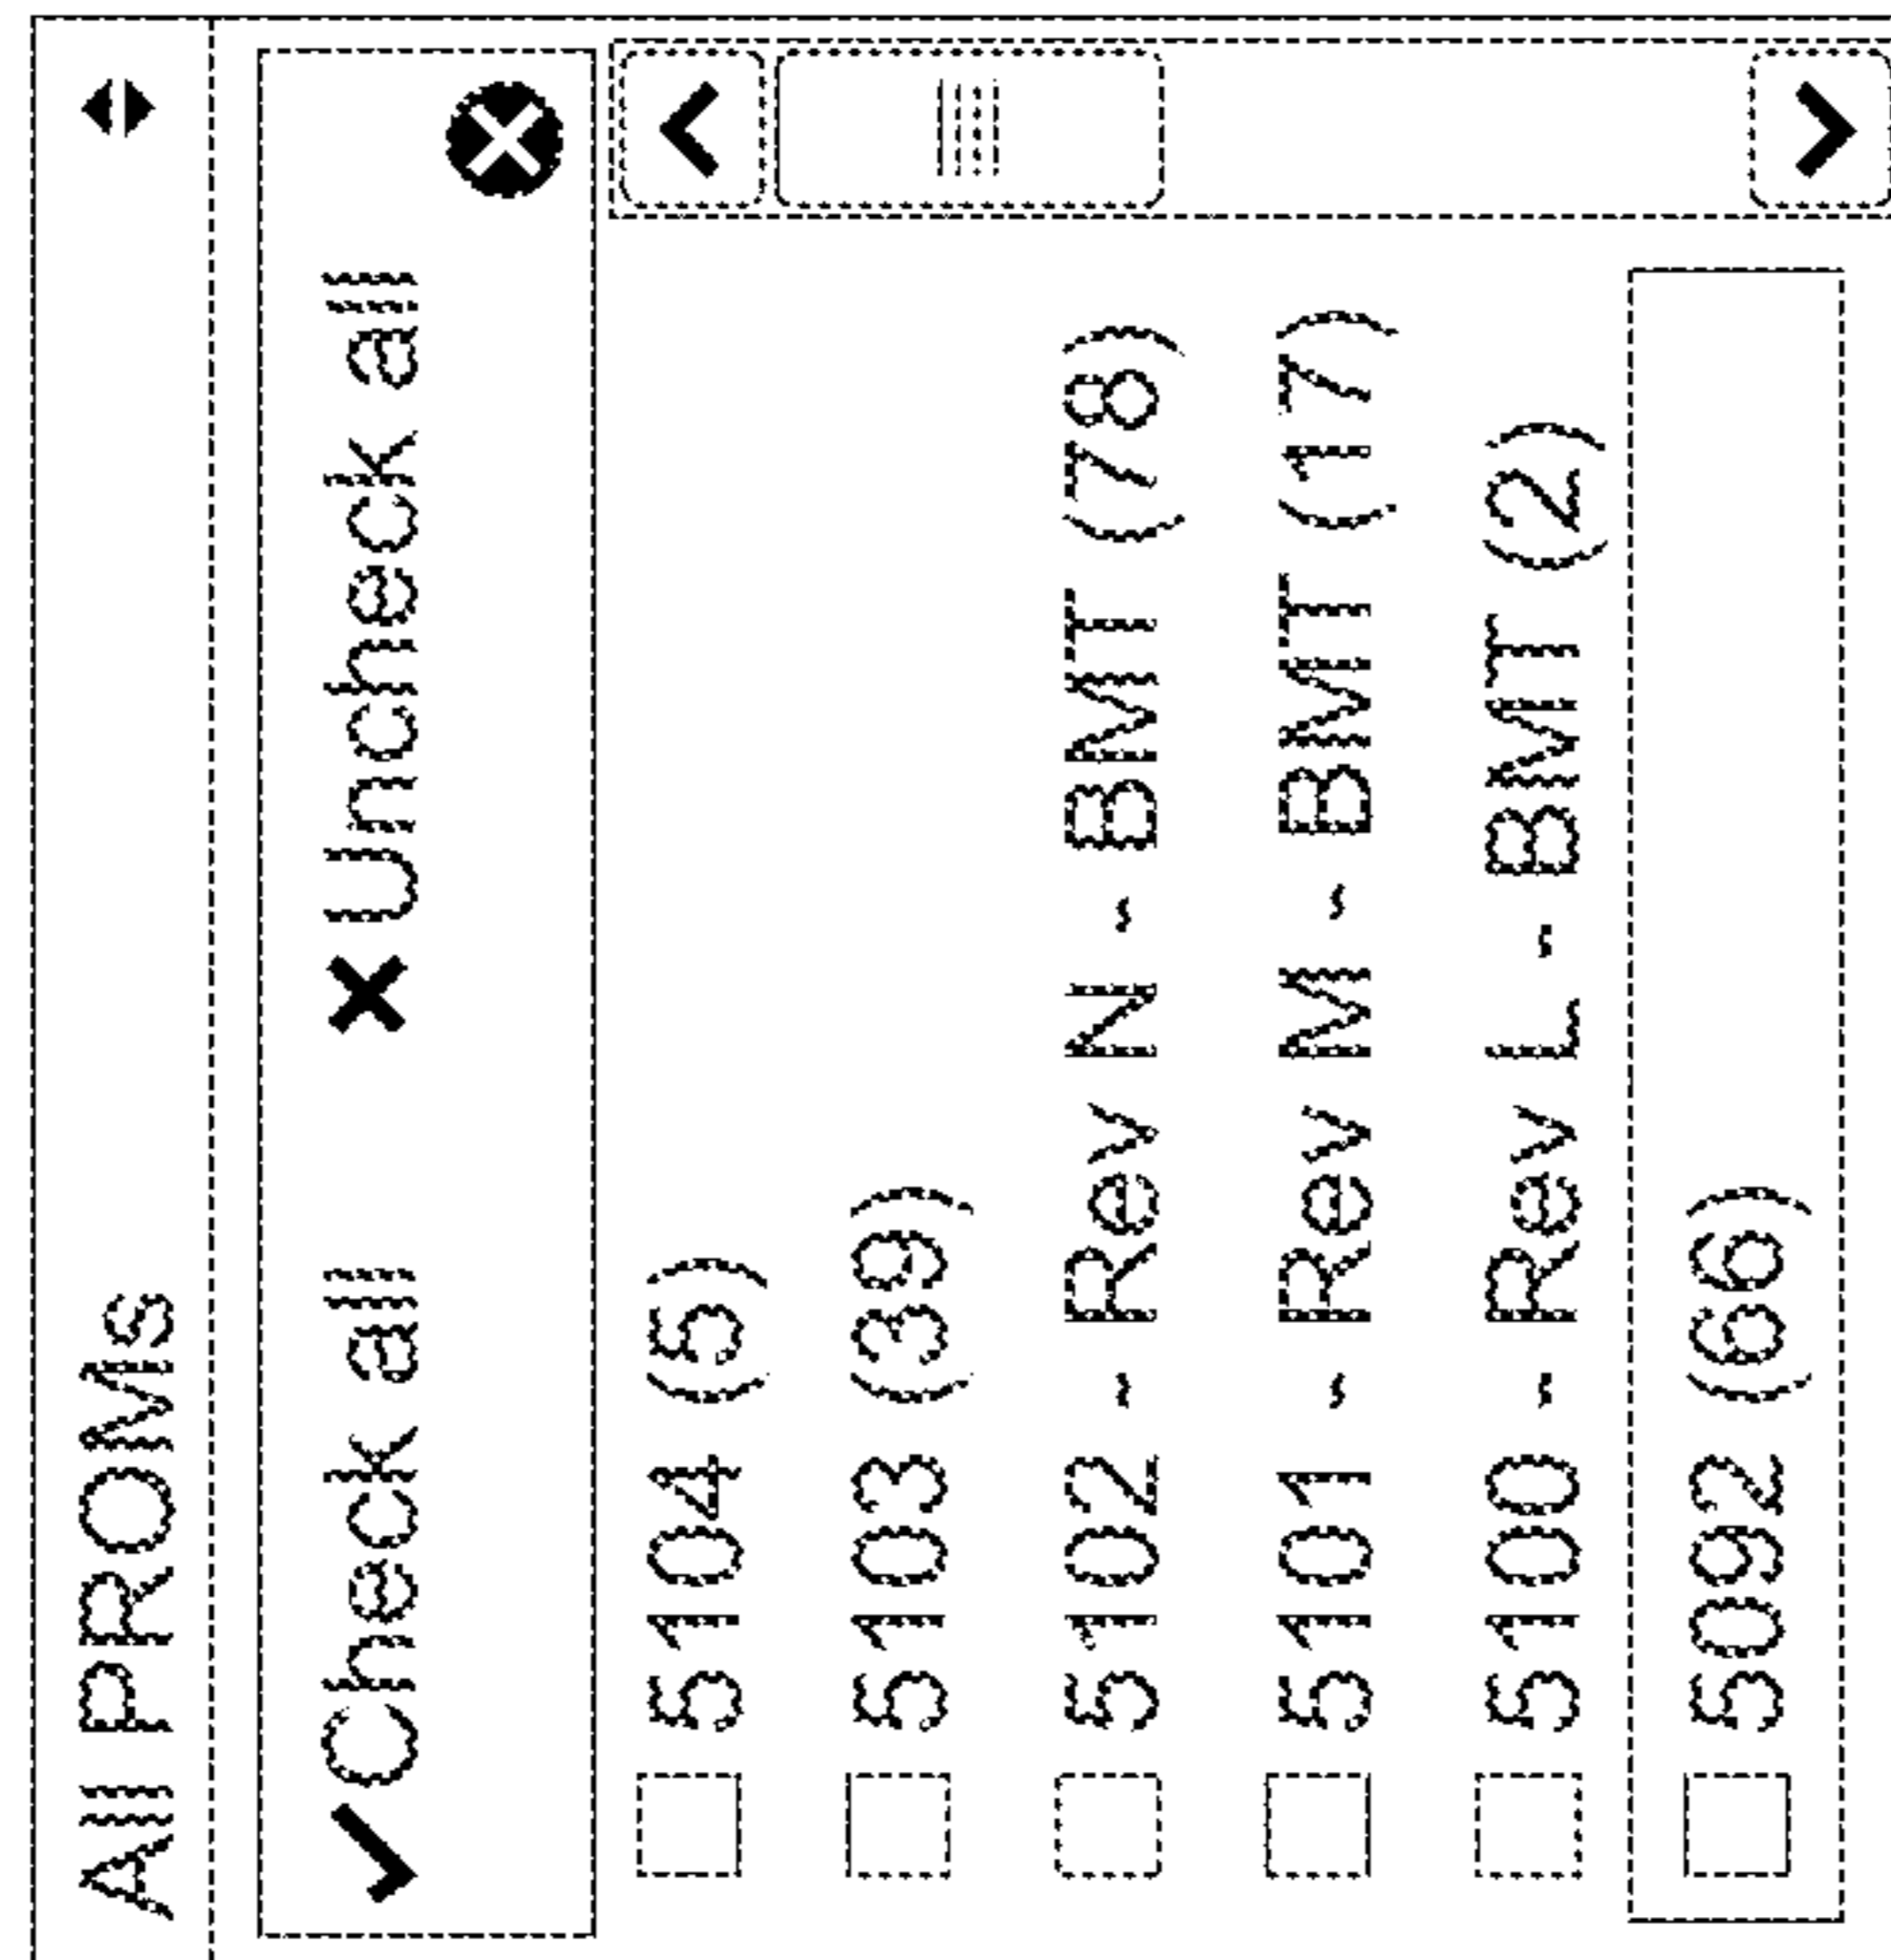 All PROMs
Check all Uncheck all
5104 (5)
5103 (39)
5102 - Rev N - BMT (78)
5101 - Rev M - BMT (17)
5100 - Rev L - BMT (2)
5092 (66)